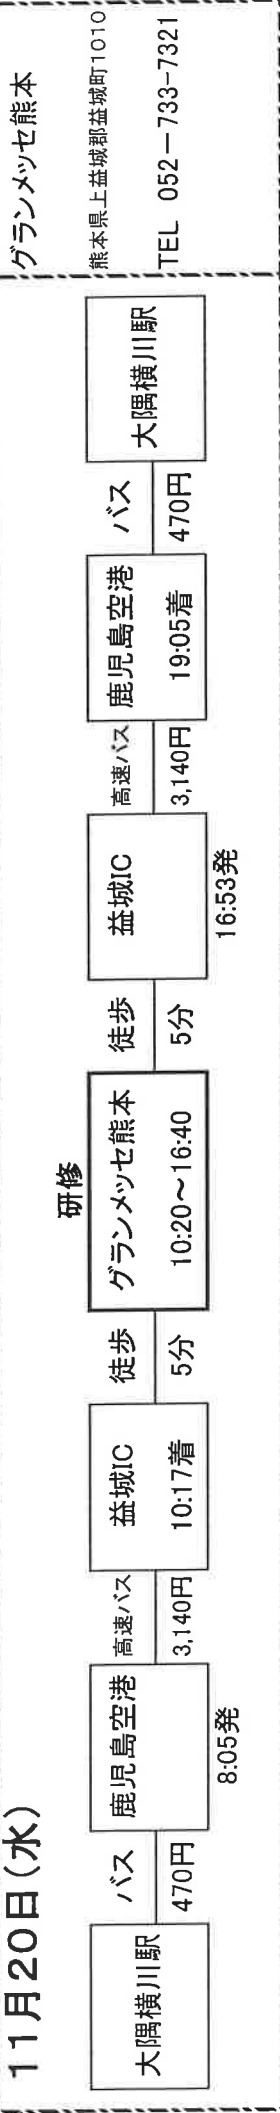 11月20日（水）
大隅横川駅
バス
470円
鹿児島空港
8:05発
高速バス
3,140円
益城IC
10:17着
徒歩
5分
研修
グランメッセ熊本
10:20～16:40
徒歩
5分
益城IC
16:53発
高速バス
3,140円
鹿児島空港
19:05着
バス
470円
大隅横川駅
グランメッセ熊本
熊本県上益城郡益城町1010
TEL 052－733-7321